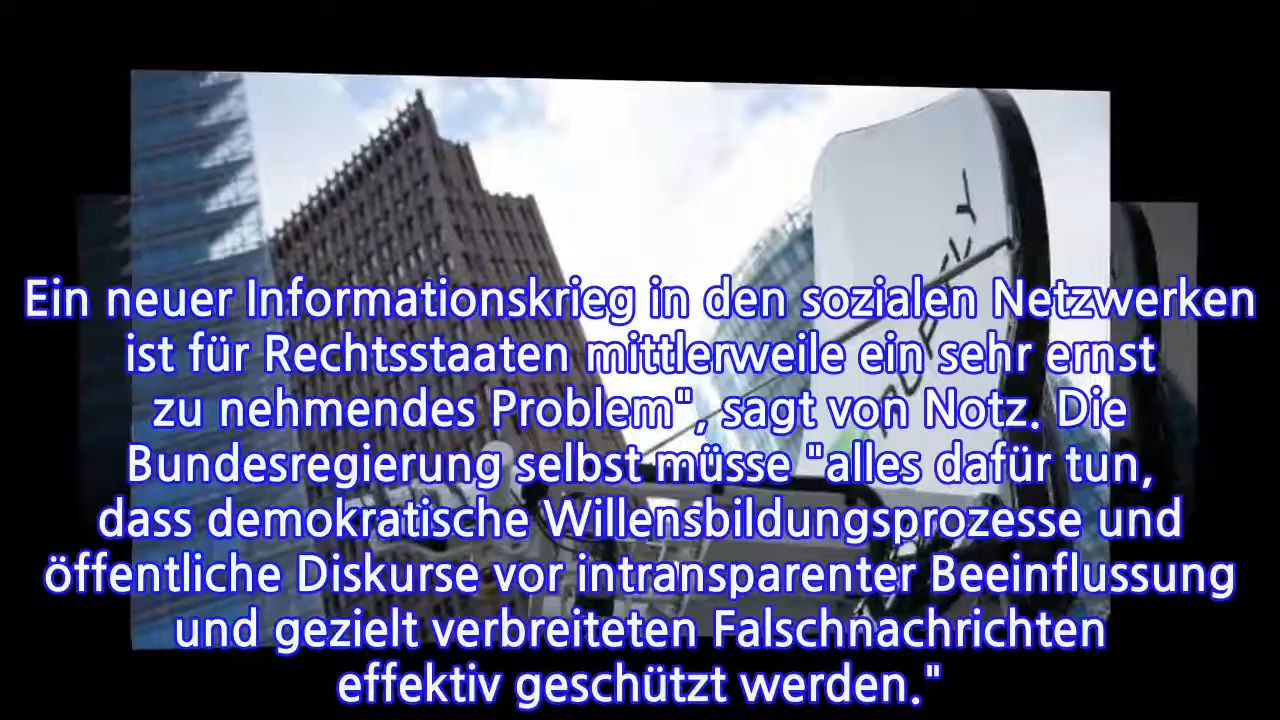 Ein neuer Informationskrieg in den sozialen Netzwerken
ist für Rechtsstaaten mittlerweile ein sehr ernst
zu nehmendes Problem", sagt von Notz. Die
Bundesregierung selbst müsse "alles dafür tun,
dass demokratische Willensbildungsprozesse und
öffentliche Diskurse vor intransparenter Beeinflussung
und gezielt verbreiteten Falschnachrichten
effektiv geschützt werden."